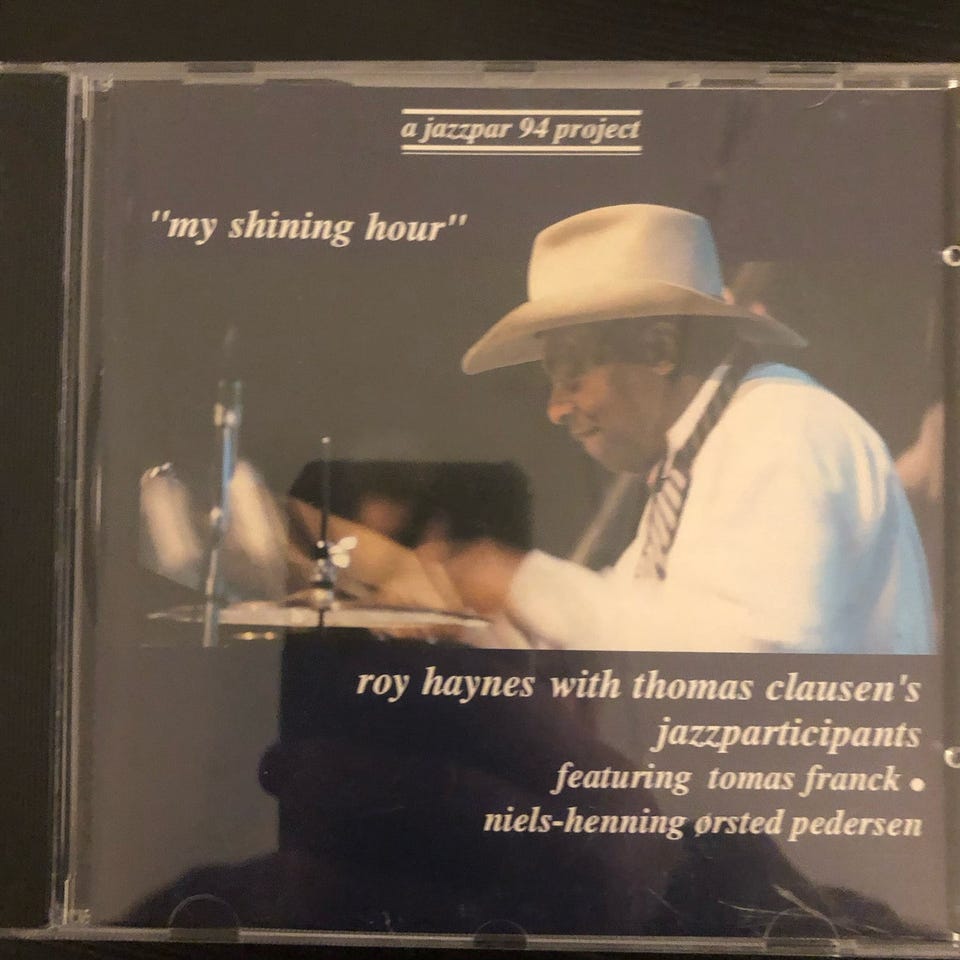 a jazzpar 94 project
"my shining hour"
roy haynes with thomas clausen's
jazzparticipants
featuring tomas franck •
niels-henning ørsted pedersen